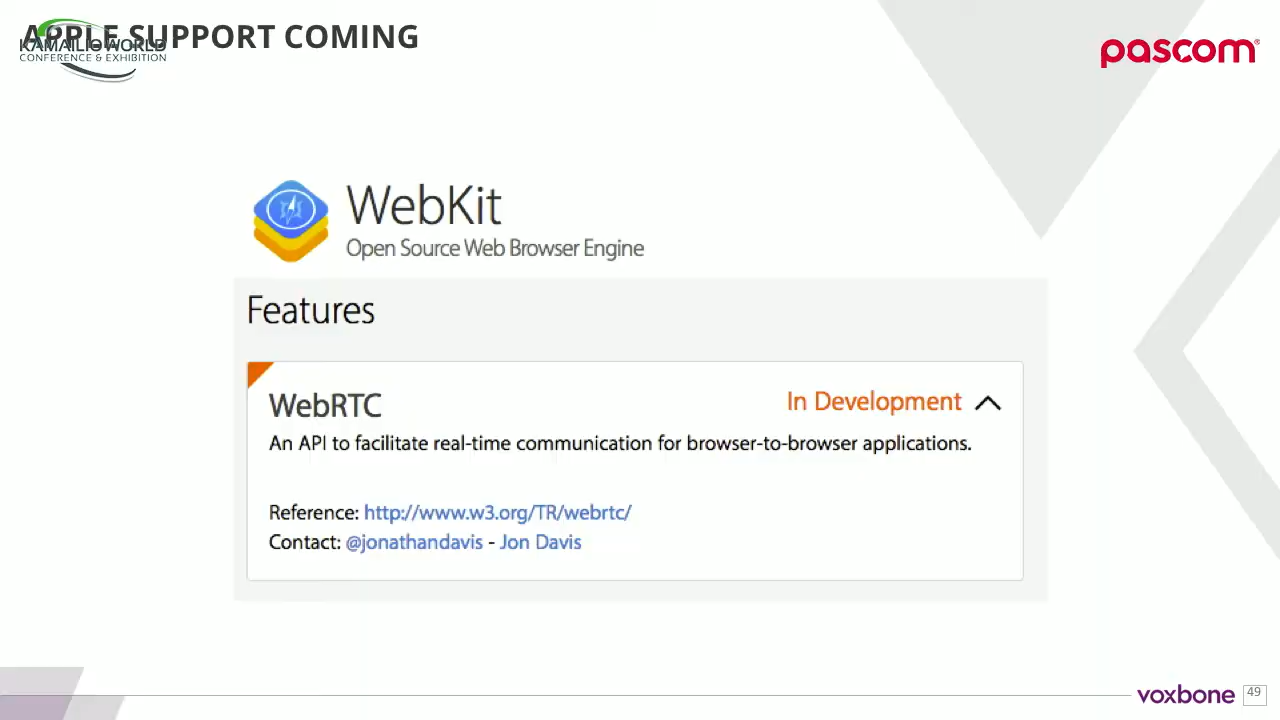 APPLE SUPPORT COMING
KAMAILIO WORLD
CONFERENCE & EXHIBITION
pascom®
WebKit
Open Source Web Browser Engine
Features
WebRTC
In Development
An API to facilitate real-time communication for browser-to-browser applications.
Reference: http://www.w3.org/TR/webrtc/
Contact: @jonathandavis - Jon Davis
voxbone
49